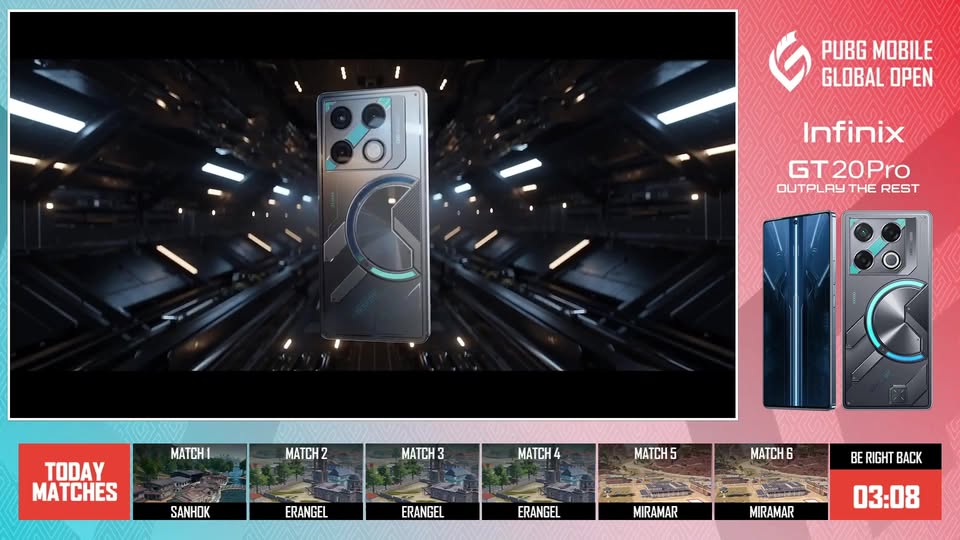 PUBG MOBILE
GLOBAL OPEN
Infinix
GT 20 Pro
OUTPLAY THE REST
TODAY
MATCHES
MATCH 1
SANHOK
MATCH 2
ERANGEL
MATCH 3
ERANGEL
MATCH 4
ERANGEL
MATCH 5
MIRAMAR
MATCH 6
MIRAMAR
BE RIGHT BACK
03:08